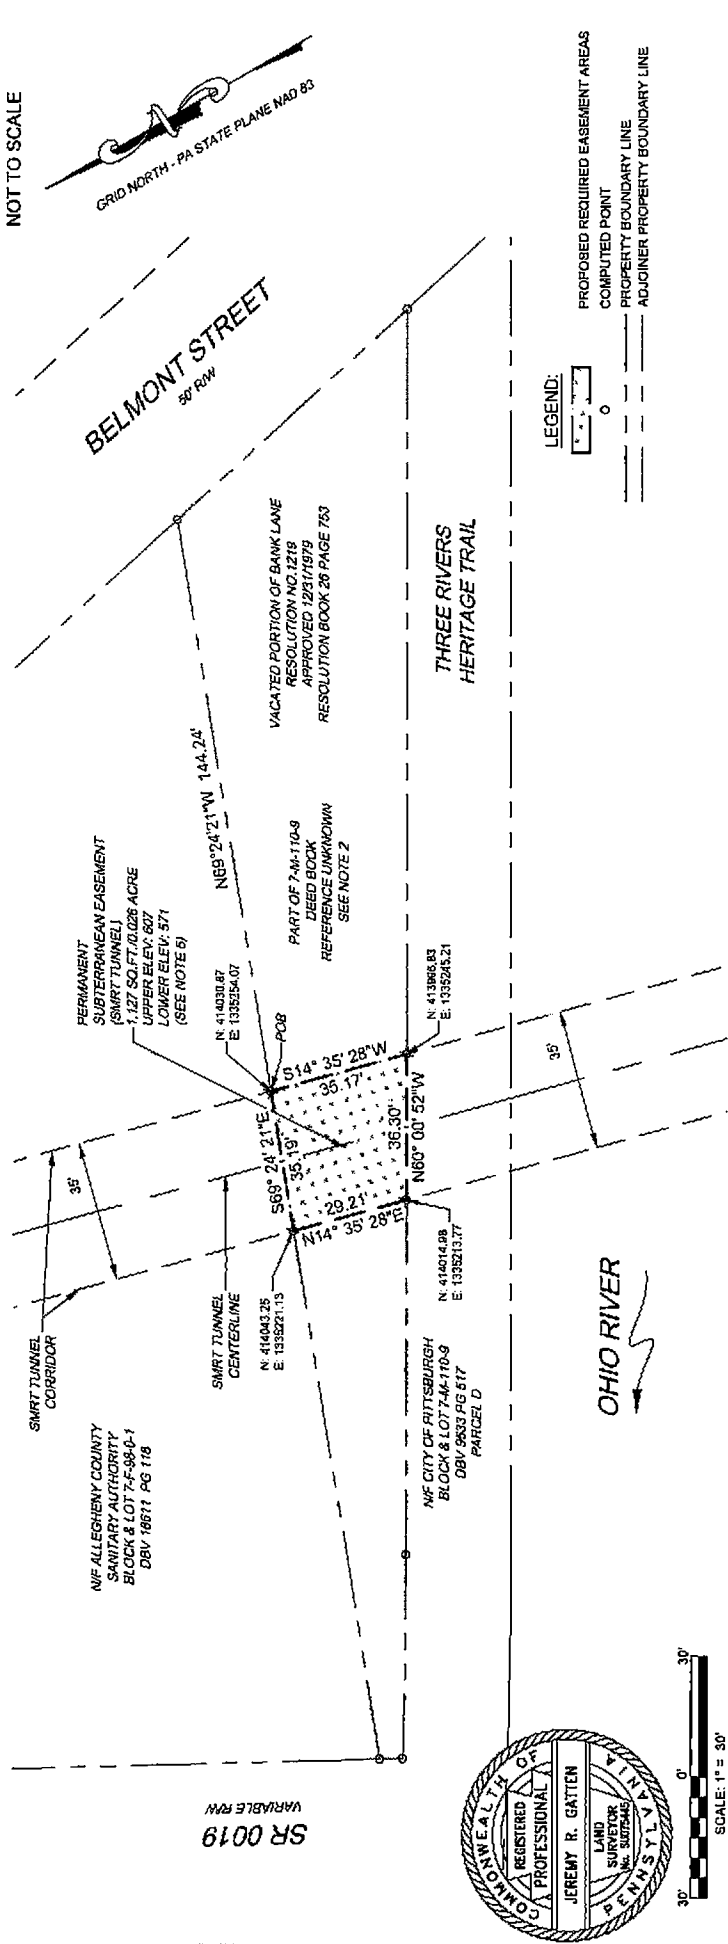 NOT TO SCALE
GRID NORTH - PA STATE PLANE NAD 83
BELMONT STREET
50' R/W
LEGEND:
PROPOSED REQUIRED EASEMENT AREAS
COMPUTED POINT
PROPERTY BOUNDARY LINE
ADJOINER PROPERTY BOUNDARY LINE
VACATED PORTION OF BANK LANE
RESOLUTION NO.1219
APPROVED 12/31/1979
RESOLUTION BOOK 26 PAGE 753
THREE RIVERS
HERITAGE TRAIL
N69°24'21"W 144.24'
PART OF 7-M-110-9
DEED BOOK
REFERENCE UNKNOWN
SEE NOTE 2
PERMANENT
SUBTERRANEAN EASEMENT
(SMRT TUNNEL)
1,127 SQ.FT./0.026 ACRE
UPPER ELEV: 607
LOWER ELEV: 571
(SEE NOTE 5)
N: 414030.87
E: 1335254.07
POB
N: 413996.83
E: 1335245.21
S14° 35' 28"W
35.17'
S69° 24' 21"E
35.19'
36.30'
N60° 00' 52"W
29.21'
N14° 35' 28"E
35'
35'
SMRT TUNNEL
CORRIDOR
SMRT TUNNEL
CENTERLINE
N: 414043.25
E: 1335221.13
N: 414014.98
E: 1335213.77
N/F ALLEGHENY COUNTY
SANITARY AUTHORITY
BLOCK & LOT 7-F-98-0-1
DBV 18611 PG 118
N/F CITY OF PITTSBURGH
BLOCK & LOT 7-M-110-9
DBV 9633 PG 517
PARCEL D
OHIO RIVER
SR 0019
VARIABLE R/W
COMMONWEALTH OF
PENNSYLVANIA
REGISTERED
PROFESSIONAL
JEREMY R. GATTEN
LAND
SURVEYOR
No. SU075445
30' 0' 30'
SCALE: 1" = 30'